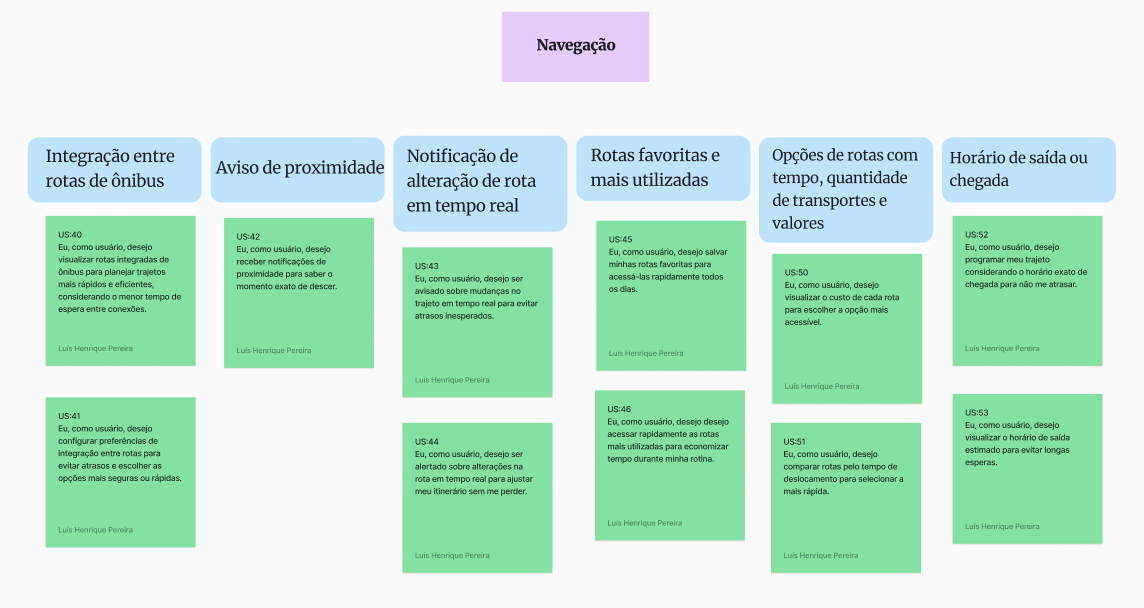 Navegação
Integração entre
rotas de ônibus
US:40
Eu, como usuário, desejo
visualizar rotas integradas de
ônibus para planejar trajetos
mais rápidos e eficientes,
considerando o menor tempo de
espera entre conexões.
Luís Henrique Pereira
US:41
Eu, como usuário, desejo
configurar preferências de
integração entre rotas para
evitar atrasos e escolher as
opções mais seguras ou rápidas.
Luís Henrique Pereira
Aviso de proximidade
US:42
Eu, como usuário, desejo
receber notificações de
proximidade para saber o
momento exato de descer.
Luís Henrique Pereira
Notificação de
alteração de rota
em tempo real
US:43
Eu, como usuário, desejo ser
avisado sobre mudanças no
trajeto em tempo real para evitar
atrasos inesperados.
Luís Henrique Pereira
US:44
Eu, como usuário, desejo ser
alertado sobre alterações na
rota em tempo real para ajustar
meu itinerário sem me perder.
Luís Henrique Pereira
Rotas favoritas e
mais utilizadas
US:45
Eu, como usuário, desejo salvar
minhas rotas favoritas para
acessá-las rapidamente todos
os dias.
Luís Henrique Pereira
US:46
Eu, como usuário, desejo desejo
acessar rapidamente as rotas
mais utilizadas para economizar
tempo durante minha rotina.
Luís Henrique Pereira
Opções de rotas com
tempo, quantidade
de transportes e
valores
US:50
Eu, como usuário, desejo
visualizar o custo de cada rota
para escolher a opção mais
acessível.
Luís Henrique Pereira
US:51
Eu, como usuário, desejo
comparar rotas pelo tempo de
deslocamento para selecionar a
mais rápida.
Luís Henrique Pereira
Horário de saída ou
chegada
US:52
Eu, como usuário, desejo
programar meu trajeto
considerando o horário exato de
chegada para não me atrasar.
Luís Henrique Pereira
US:53
Eu, como usuário, desejo
visualizar o horário de saída
estimado para evitar longas
esperas.
Luís Henrique Pereira